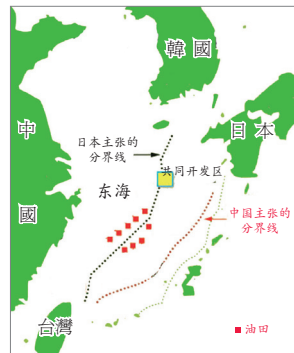 韓國
中
國
日本
日本主张的
分界线
共同开发区
东海
中国主张的
分界线
台灣
油田